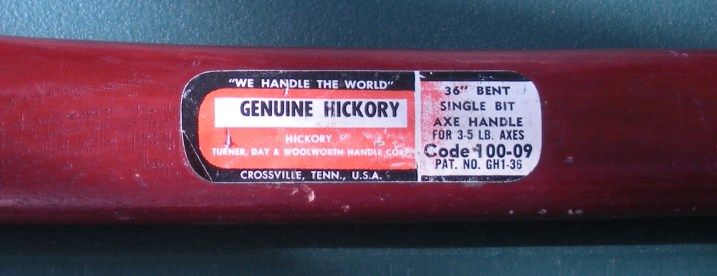 "WE HANDLE THE WORLD"
GENUINE HICKORY
HICKORY
TURNER, DAY & WOOLWORTH HANDLE CORP.
CROSSVILLE, TENN., U.S.A.
36" BENT
SINGLE BIT
AXE HANDLE
FOR 3-5 LB. AXES
Code 100-09
PAT. NO. GH1-36